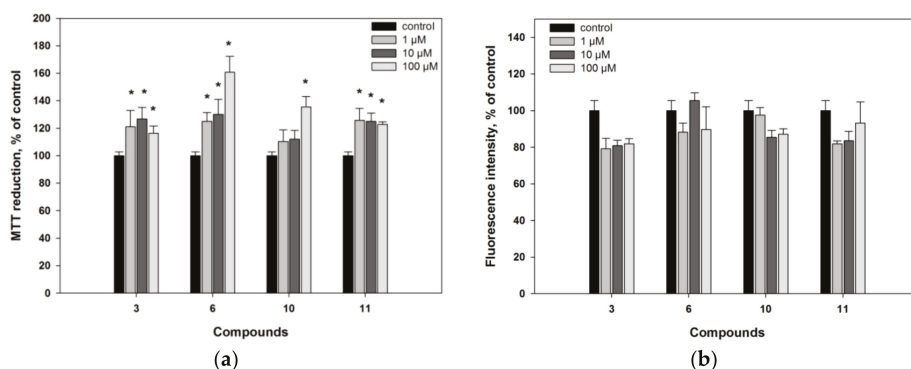 control
1 µM
10 µM
100 µM
MTT reduction, % of control
200
180
160
140
120
100
80
60
40
20
0
* * *
* * *
*
* * *
3 6 10 11
Compounds
(a)
control
1 µM
10 µM
100 µM
Fluorescence intensity, % of control
140
120
100
80
60
40
20
0
3 6 10 11
Compounds
(b)